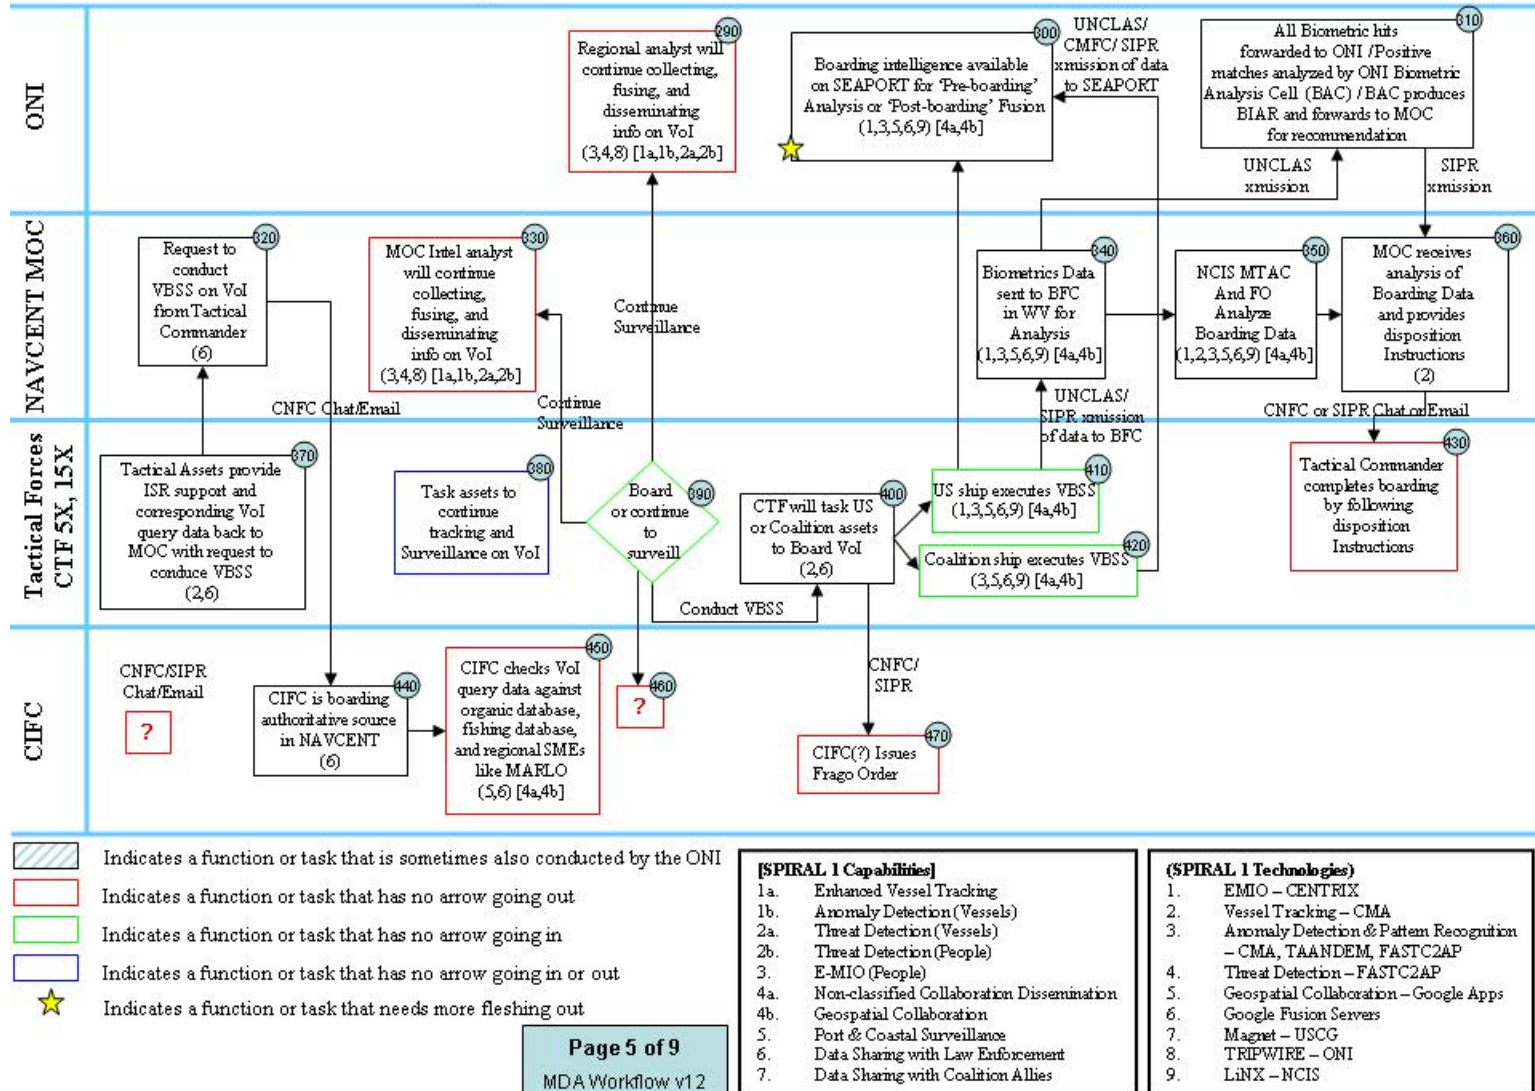 ONI
290
Regional analyst will
continue collecting,
fusing, and
disseminating
info on VoI
(3,4,8) [1a,1b,2a,2b]
300
Boarding intelligence available
on SEAPORT for 'Pre-boarding'
Analysis or 'Post-boarding' Fusion
(1,3,5,6,9) [4a,4b]
UNCLAS/
CMFC/ SIPR
xmission of data
to SEAPORT
310
All Biometric hits
forwarded to ONI /Positive
matches analyzed by ONI Biometric
Analysis Cell (BAC) / BAC produces
BIAR and forwards to MOC
for recommendation
UNCLAS
xmission
SIPR
xmission
NAVCENT MOC
320
Request to
conduct
VBSS on VoI
from Tactical
Commander
(6)
330
MOC Intel analyst
will continue
collecting,
fusing, and
disseminating
info on VoI
(3,4,8) [1a,1b,2a,2b]
Continue
Surveillance
340
Biometrics Data
sent to BFC
in WV for
Analysis
(1,3,5,6,9) [4a,4b]
350
NCIS MTAC
And FO
Analyze
Boarding Data
(1,2,3,5,6,9) [4a,4b]
360
MOC receives
analysis of
Boarding Data
and provides
disposition
Instructions
(2)
CNFC Chat/Email
Continue
Surveillance
UNCLAS/
SIPR xmission
of data to BFC
CNFC or SIPR Chat or Email
Tactical Forces
CTF 5X, 15X
370
Tactical Assets provide
ISR support and
corresponding VoI
query data back to
MOC with request to
conduce VBSS
(2,6)
380
Task assets to
continue
tracking and
Surveillance on VoI
390
Board
or continue
to
surveill
400
CTF will task US
or Coalition assets
to Board VoI
(2,6)
410
US ship executes VBSS
(1,3,5,6,9) [4a,4b]
420
Coalition ship executes VBSS
(3,5,6,9) [4a,4b]
430
Tactical Commander
completes boarding
by following
disposition
Instructions
Conduct VBSS
CIFC
CNFC/SIPR
Chat/Email
?
440
CIFC is boarding
authoritative source
in NAVCENT
(6)
450
CIFC checks VoI
query data against
organic database,
fishing database,
and regional SMEs
like MARLO
(5,6) [4a,4b]
460
?
CNFC/
SIPR
470
CIFC(?) Issues
Frago Order
Indicates a function or task that is sometimes also conducted by the ONI
Indicates a function or task that has no arrow going out
Indicates a function or task that has no arrow going in
Indicates a function or task that has no arrow going in or out
Indicates a function or task that needs more fleshing out
Page 5 of 9
MDA Workflow v12
[SPIRAL 1 Capabilities]
1a. Enhanced Vessel Tracking
1b. Anomaly Detection (Vessels)
2a. Threat Detection (Vessels)
2b. Threat Detection (People)
3. E-MIO (People)
4a. Non-classified Collaboration Dissemination
4b. Geospatial Collaboration
5. Port & Coastal Surveillance
6. Data Sharing with Law Enforcement
7. Data Sharing with Coalition Allies
(SPIRAL 1 Technologies)
1. EMIO – CENTRIX
2. Vessel Tracking – CMA
3. Anomaly Detection & Pattern Recognition
– CMA, TAANDEM, FASTC2AP
4. Threat Detection – FASTC2AP
5. Geospatial Collaboration – Google Apps
6. Google Fusion Servers
7. Magnet – USCG
8. TRIPWIRE – ONI
9. LiNX – NCIS